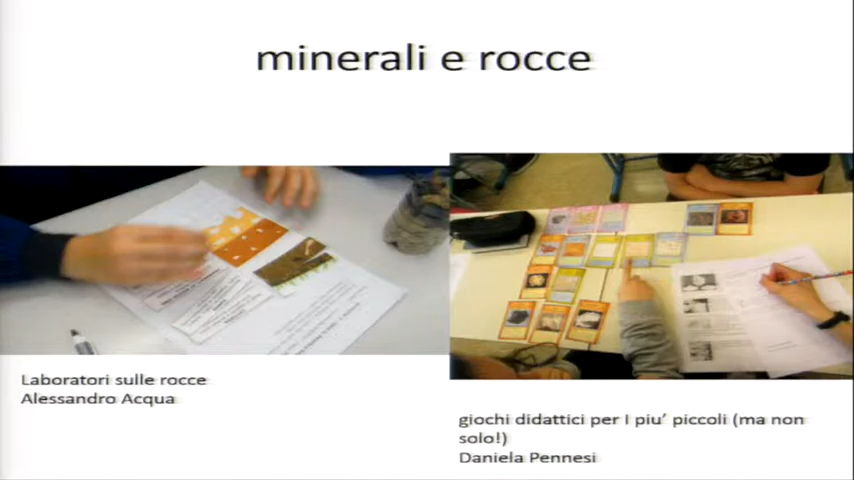 minerali e rocce
Laboratori sulle rocce
Alessandro Acqua
giochi didattici per I piu' piccoli (ma non
solo!)
Daniela Pennesi